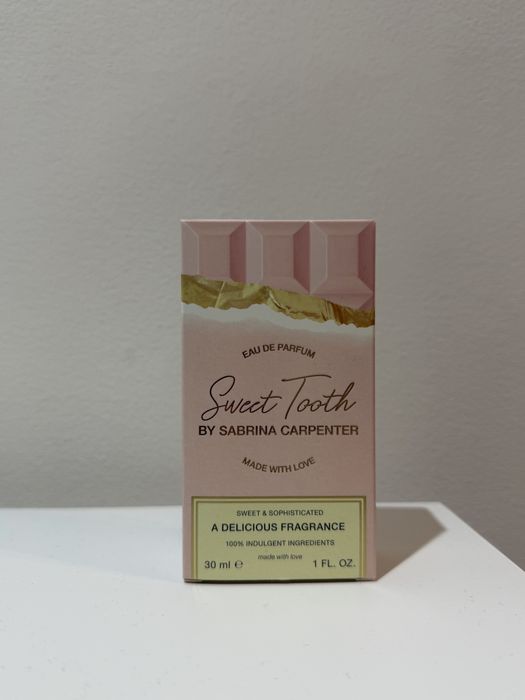 EAU DE PARFUM
Sweet Tooth
BY SABRINA CARPENTER
MADE WITH LOVE
SWEET & SOPHISTICATED
A DELICIOUS FRAGRANCE
100% INDULGENT INGREDIENTS
made with love
30 ml ℮ 1 FL. OZ.